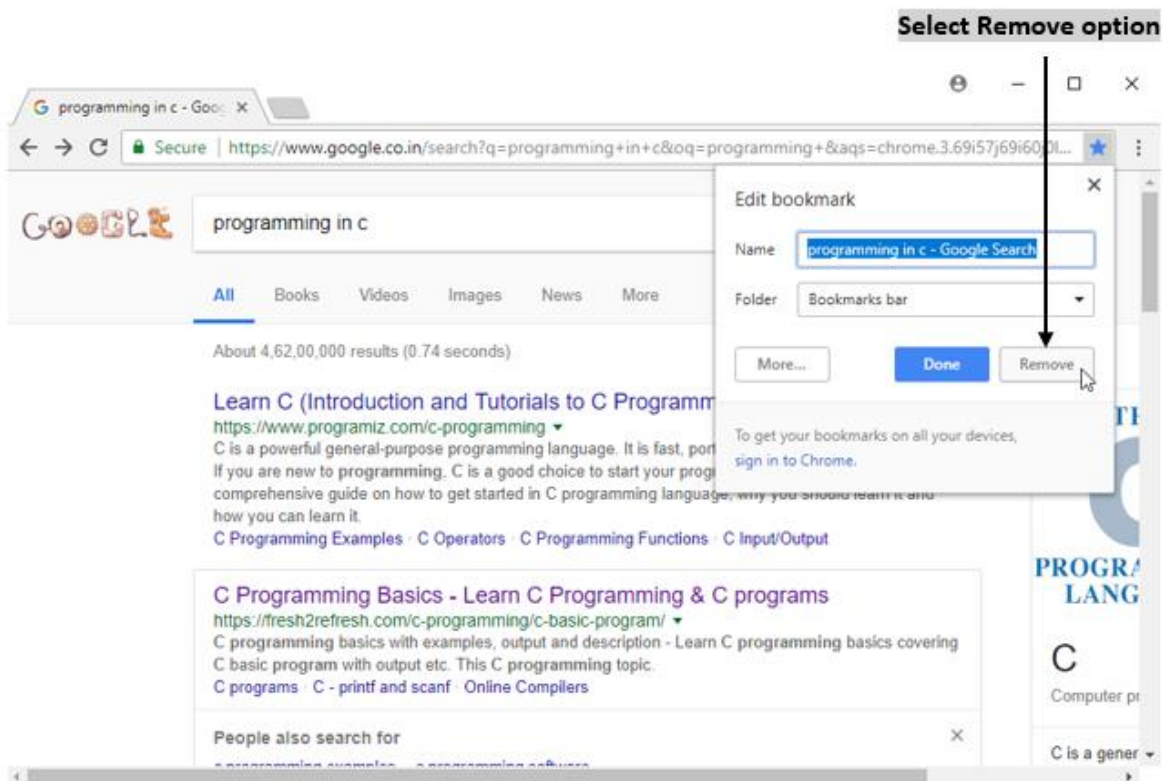 Select Remove option
programming in c - Goo
Secure | https://www.google.co.in/search?q=programming+in+c&oq=programming+&aqs=chrome.3.69i57j69i60j0l...
GOOGLE
programming in c
All Books Videos Images News More
About 4,62,00,000 results (0.74 seconds)
Edit bookmark
Name programming in c - Google Search
Folder Bookmarks bar
More... Done Remove
To get your bookmarks on all your devices,
sign in to Chrome.
Learn C (Introduction and Tutorials to C Programm
https://www.programiz.com/c-programming
C is a powerful general-purpose programming language. It is fast, port
If you are new to programming, C is a good choice to start your progr
comprehensive guide on how to get started in C programming language, why you should learn it and
how you can learn it.
C Programming Examples · C Operators · C Programming Functions · C Input/Output
C Programming Basics - Learn C Programming & C programs
https://fresh2refresh.com/c-programming/c-basic-program/
C programming basics with examples, output and description - Learn C programming basics covering
C basic program with output etc. This C programming topic.
C programs · C - printf and scanf · Online Compilers
People also search for
c programming examples c programming software
TH
PROGRA
LANG
C
Computer pr
C is a gener